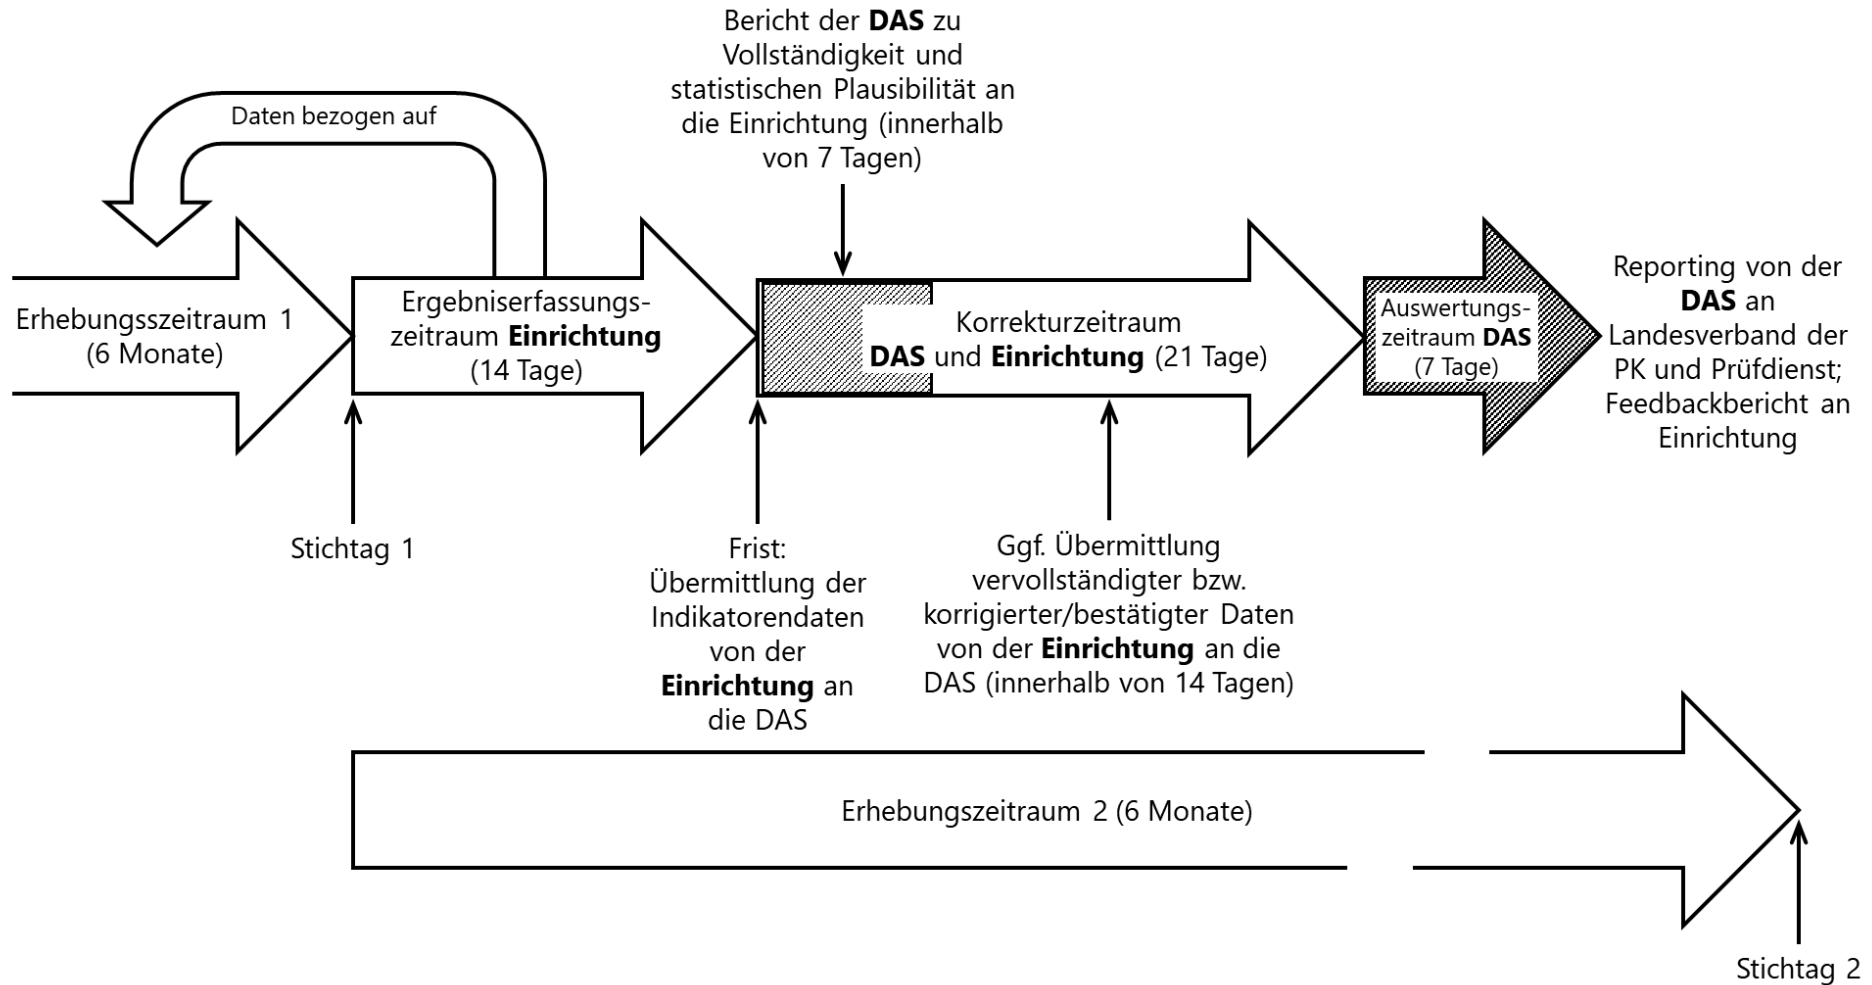 Bericht der DAS zu
Vollständigkeit und
statistischen Plausibilität an
die Einrichtung (innerhalb
von 7 Tagen)
Daten bezogen auf
Erhebungsszeitraum 1
(6 Monate)
Ergebniserfassungs-
zeitraum Einrichtung
(14 Tage)
Korrekturzeitraum
DAS und Einrichtung (21 Tage)
Auswertungs-
zeitraum DAS
(7 Tage)
Reporting von der
DAS an
Landesverband der
PK und Prüfdienst;
Feedbackbericht an
Einrichtung
Stichtag 1
Frist:
Übermittlung der
Indikatorendaten
von der
Einrichtung an
die DAS
Ggf. Übermittlung
vervollständigter bzw.
korrigierter/bestätigter Daten
von der Einrichtung an die
DAS (innerhalb von 14 Tagen)
Erhebungszeitraum 2 (6 Monate)
Stichtag 2